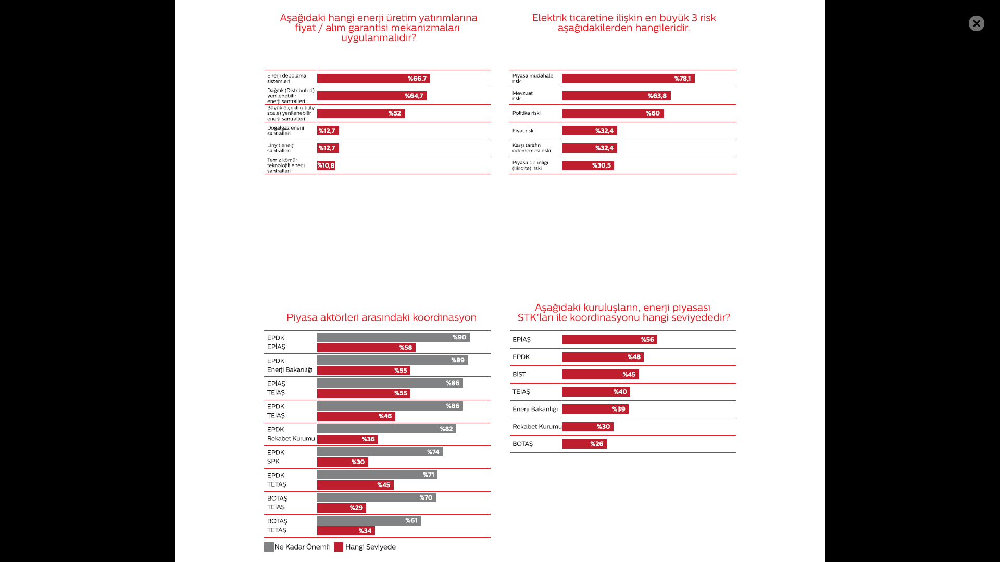 Aşağıdaki hangi enerji üretim yatırımlarına
fiyat / alım garantisi mekanizmaları
uygulanmalıdır?
Enerji depolama
sistemleri
%66,7
Dağıtık (Distributed)
yenilenebilir
enerji santralleri
%64,7
Büyük ölçekli (utility
scale) yenilenebilir
enerji santralleri
%52
Doğalgaz enerji
santralleri
%12,7
Linyit enerji
santralleri
%12,7
Temiz kömür
teknolojili enerji
santralleri
%10,8
Elektrik ticaretine ilişkin en büyük 3 risk
aşağıdakilerden hangileridir.
Piyasa müdahale
riski
%78,1
Mevzuat
riski
%63,8
Politika riski
%60
Fiyat riski
%32,4
Karşı tarafın
ödememesi riski
%32,4
Piyasa derinliği
(likidite) riski
%30,5
Piyasa aktörleri arasındaki koordinasyon
EPDK
%90
EPİAŞ
%58
EPDK
%89
Enerji Bakanlığı
%55
EPİAŞ
%86
TEİAŞ
%55
EPDK
%86
TEİAŞ
%46
EPDK
%82
Rekabet Kurumu
%36
EPDK
%74
SPK
%30
EPDK
%71
TETAŞ
%45
BOTAŞ
%70
TEİAŞ
%29
BOTAŞ
%61
TETAŞ
%34
Ne Kadar Önemli
Hangi Seviyede
Aşağıdaki kuruluşların, enerji piyasası
STK'ları ile koordinasyonu hangi seviyededir?
EPİAŞ
%56
EPDK
%48
BİST
%45
TEİAŞ
%40
Enerji Bakanlığı
%39
Rekabet Kurumu
%30
BOTAŞ
%26